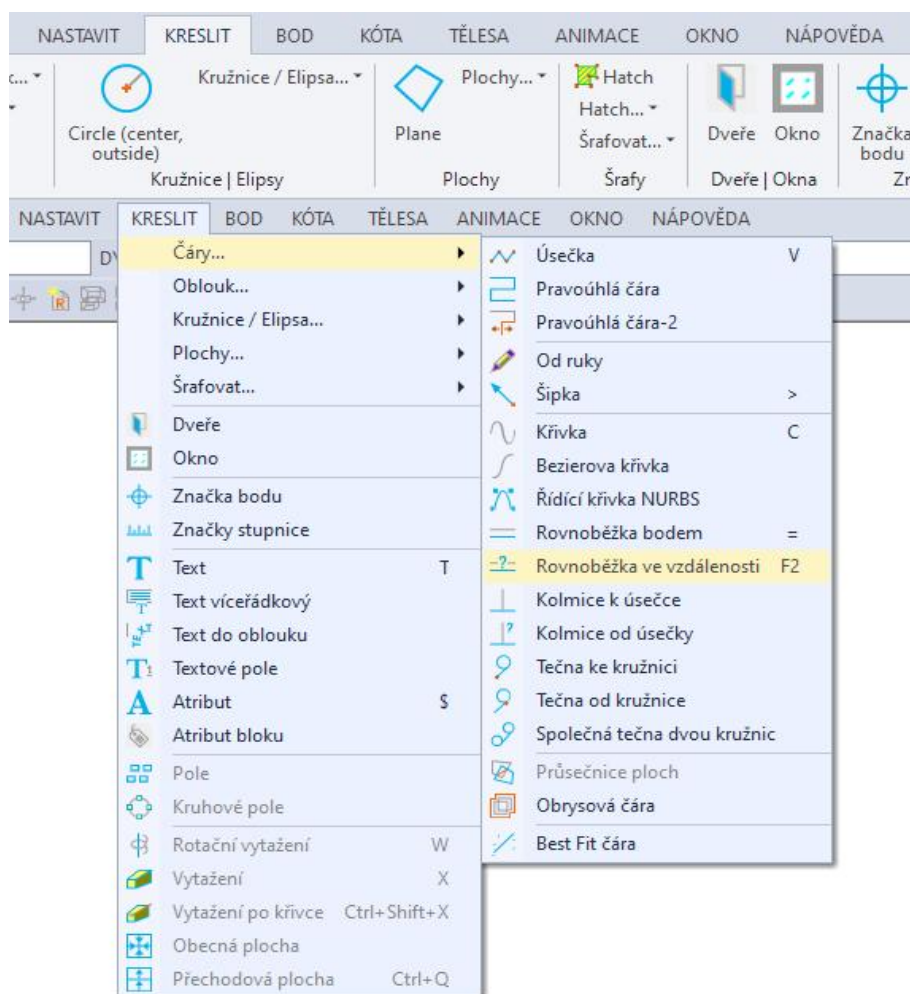 NASTAVIT KRESLIT BOD KÓTA TĚLESA ANIMACE OKNO NÁPOVĚDA
Kružnice / Elipsa... Plochy... Hatch
Hatch...
Circle (center, outside) Plane Šrafovat... Dveře Okno Značka bodu
Kružnice | Elipsy Plochy Šrafy Dveře | Okna
NASTAVIT KRESLIT BOD KÓTA TĚLESA ANIMACE OKNO NÁPOVĚDA
Čáry...
Oblouk...
Kružnice / Elipsa...
Plochy...
Šrafovat...
Dveře
Okno
Značka bodu
Značky stupnice
Text T
Text víceřádkový
Text do oblouku
Textové pole
Atribut $
Atribut bloku
Pole
Kruhové pole
Rotační vytažení W
Vytažení X
Vytažení po křivce Ctrl+Shift+X
Obecná plocha
Přechodová plocha Ctrl+Q
Úsečka V
Pravoúhlá čára
Pravoúhlá čára-2
Od ruky
Šipka >
Křivka C
Bezierova křivka
Řídící křivka NURBS
Rovnoběžka bodem =
Rovnoběžka ve vzdálenosti F2
Kolmice k úsečce
Kolmice od úsečky
Tečna ke kružnici
Tečna od kružnice
Společná tečna dvou kružnic
Průsečnice ploch
Obrysová čára
Best Fit čára